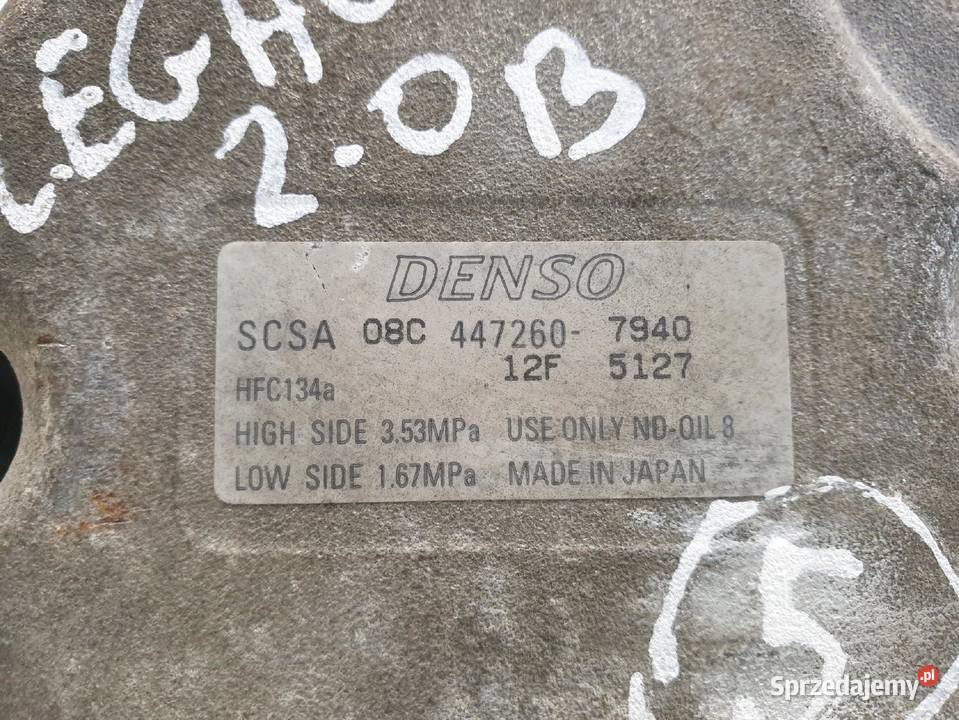 2.0B
DENSO
SCSA 08C 447260-7940
12F 5127
HFC134a
HIGH SIDE 3.53MPa USE ONLY ND-OIL 8
LOW SIDE 1.67MPa MADE IN JAPAN
5
Sprzedajemy.pl